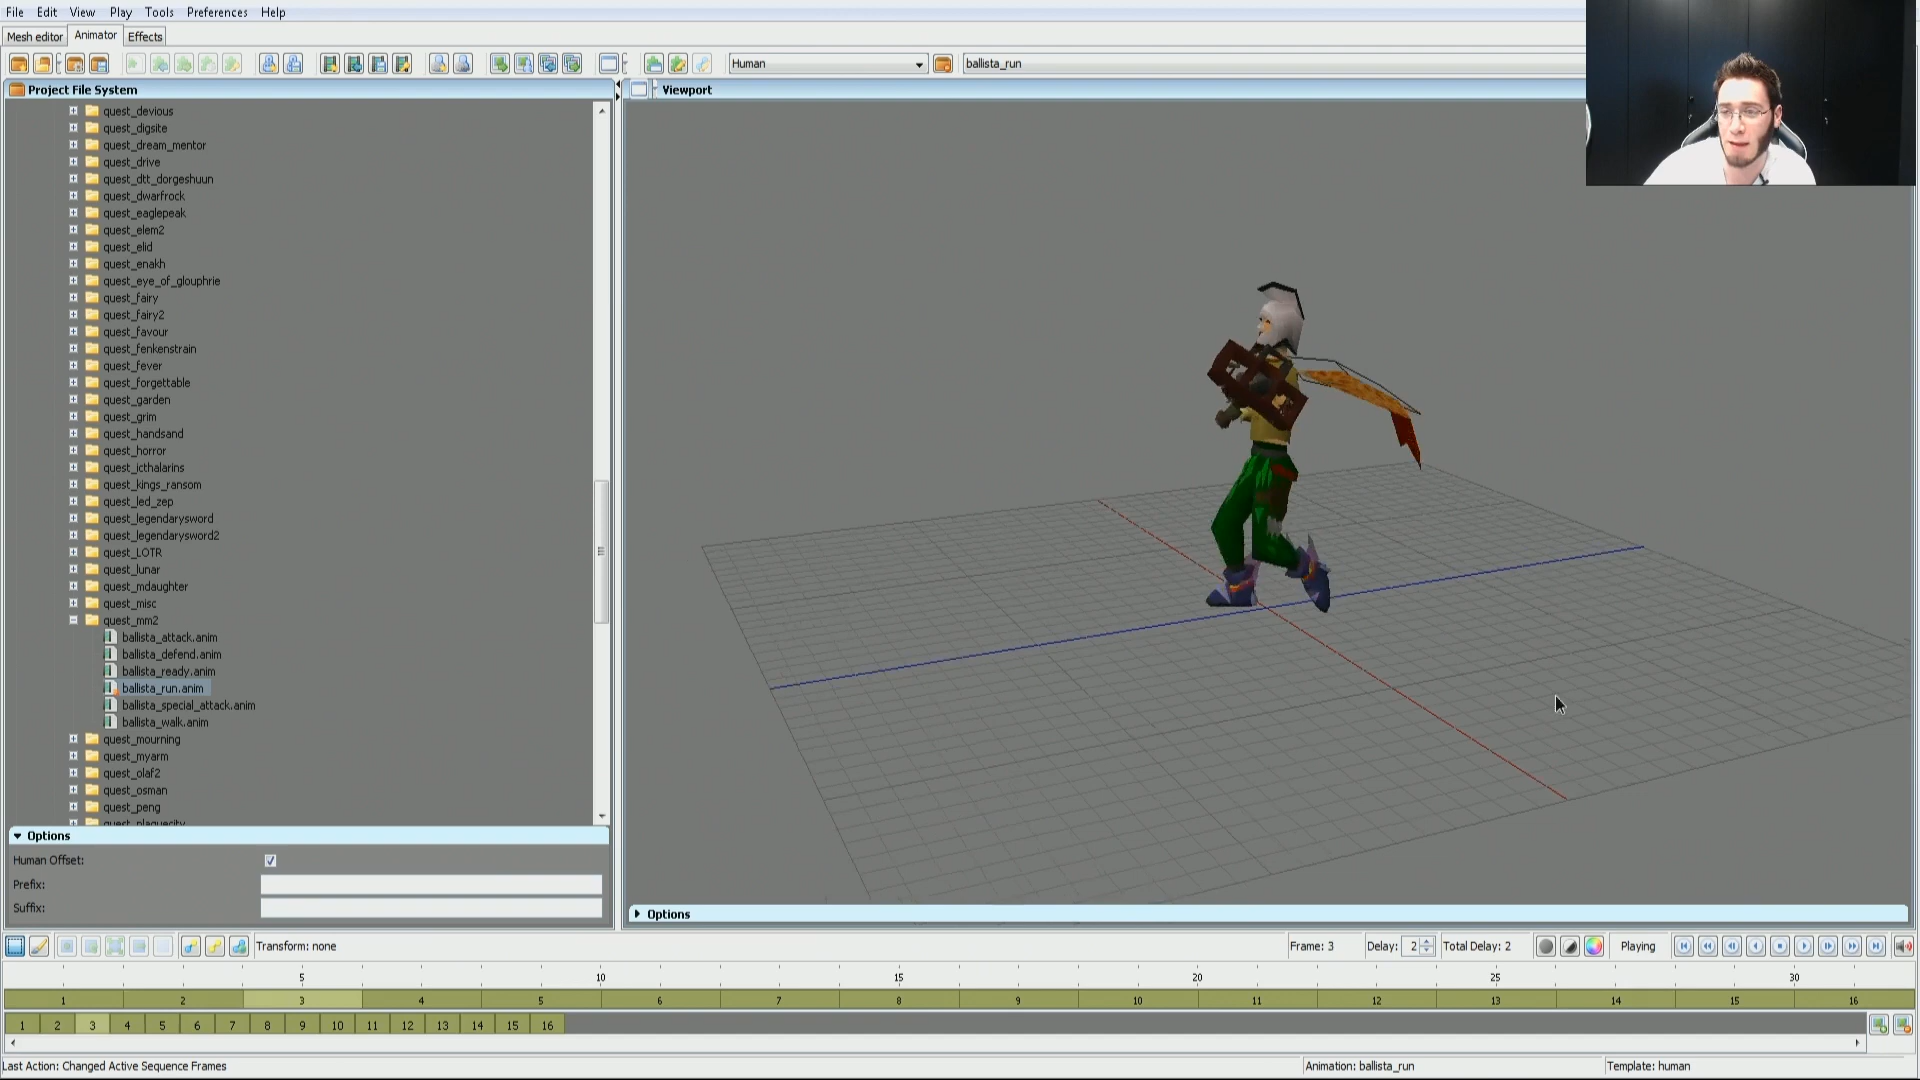 File Edit View Play Tools Preferences Help
Mesh editor Animator Effects
Human ballista_run
Project File System
Viewport
quest_devious
quest_digsite
quest_dream_mentor
quest_drive
quest_dtt_dorgeshuun
quest_dwarfrock
quest_eaglepeak
quest_elem2
quest_elid
quest_enakh
quest_eye_of_glouphrie
quest_fairy
quest_fairy2
quest_favour
quest_fenkenstrain
quest_fever
quest_forgettable
quest_garden
quest_grim
quest_handsand
quest_horror
quest_icthalarins
quest_kings_ransom
quest_led_zep
quest_legendarysword
quest_legendarysword2
quest_LOTR
quest_lunar
quest_mdaughter
quest_misc
quest_mm2
ballista_attack.anim
ballista_defend.anim
ballista_ready.anim
ballista_run.anim
ballista_special_attack.anim
ballista_walk.anim
quest_mourning
quest_myarm
quest_olaf2
quest_osman
quest_peng
quest_plaguecity
Options
Human Offset:
Prefix:
Suffix:
Options
Transform: none Frame: 3 Delay: 2 Total Delay: 2 Playing
5 10 15 20 25 30
1 2 3 4 5 6 7 8 9 10 11 12 13 14 15 16
1 2 3 4 5 6 7 8 9 10 11 12 13 14 15 16
Last Action: Changed Active Sequence Frames Animation: ballista_run Template: human